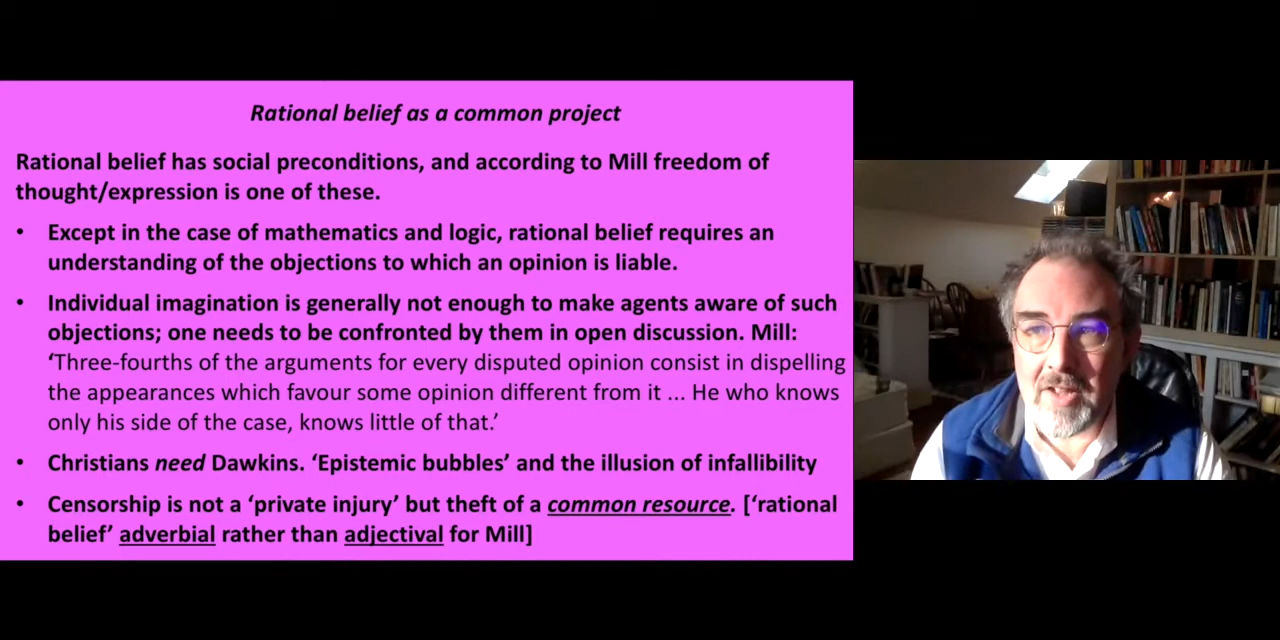 Rational belief as a common project
Rational belief has social preconditions, and according to Mill freedom of
thought/expression is one of these.
• Except in the case of mathematics and logic, rational belief requires an
understanding of the objections to which an opinion is liable.
• Individual imagination is generally not enough to make agents aware of such
objections; one needs to be confronted by them in open discussion. Mill:
‘Three-fourths of the arguments for every disputed opinion consist in dispelling
the appearances which favour some opinion different from it ... He who knows
only his side of the case, knows little of that.’
• Christians need Dawkins. ‘Epistemic bubbles’ and the illusion of infallibility
• Censorship is not a ‘private injury’ but theft of a common resource. [‘rational
belief’ adverbial rather than adjectival for Mill]